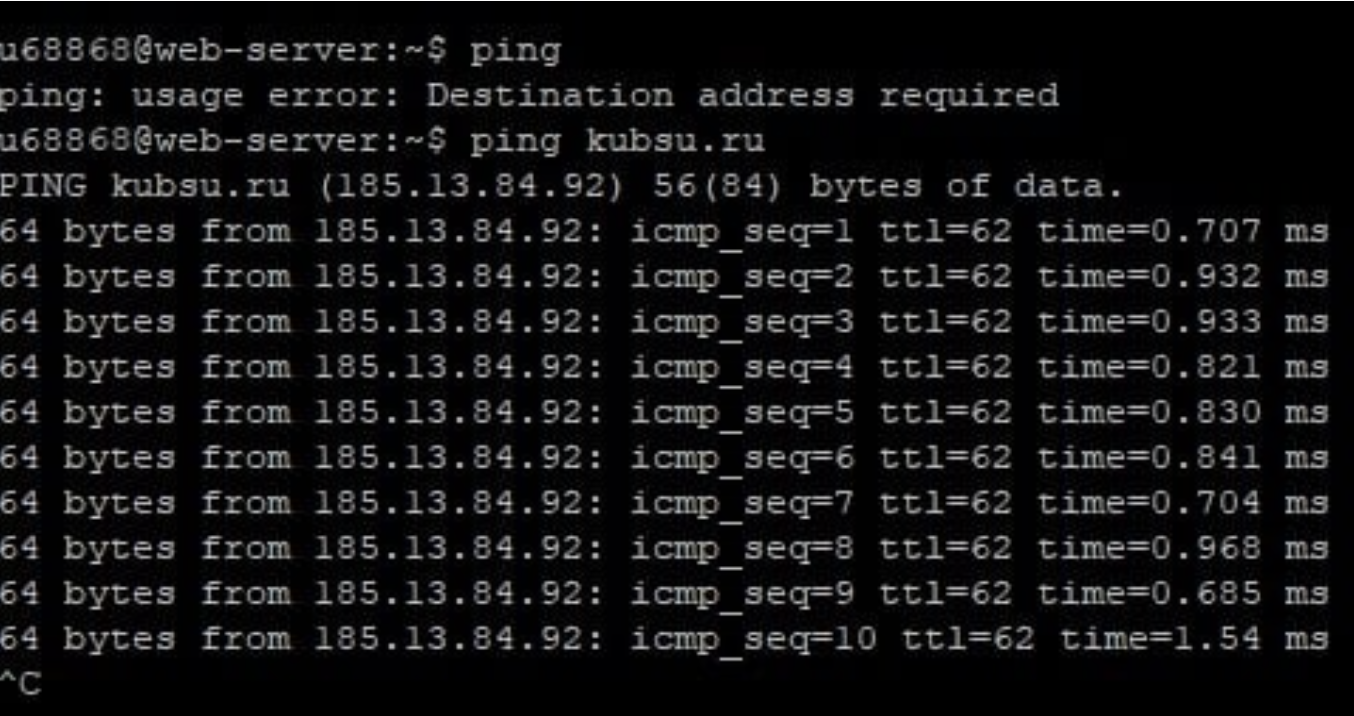 u68868@web-server:~$ ping
ping: usage error: Destination address required
u68868@web-server:~$ ping kubsu.ru
PING kubsu.ru (185.13.84.92) 56(84) bytes of data.
64 bytes from 185.13.84.92: icmp_seq=1 ttl=62 time=0.707 ms
64 bytes from 185.13.84.92: icmp_seq=2 ttl=62 time=0.932 ms
64 bytes from 185.13.84.92: icmp_seq=3 ttl=62 time=0.933 ms
64 bytes from 185.13.84.92: icmp_seq=4 ttl=62 time=0.821 ms
64 bytes from 185.13.84.92: icmp_seq=5 ttl=62 time=0.830 ms
64 bytes from 185.13.84.92: icmp_seq=6 ttl=62 time=0.841 ms
64 bytes from 185.13.84.92: icmp_seq=7 ttl=62 time=0.704 ms
64 bytes from 185.13.84.92: icmp_seq=8 ttl=62 time=0.968 ms
64 bytes from 185.13.84.92: icmp_seq=9 ttl=62 time=0.685 ms
64 bytes from 185.13.84.92: icmp_seq=10 ttl=62 time=1.54 ms
^C